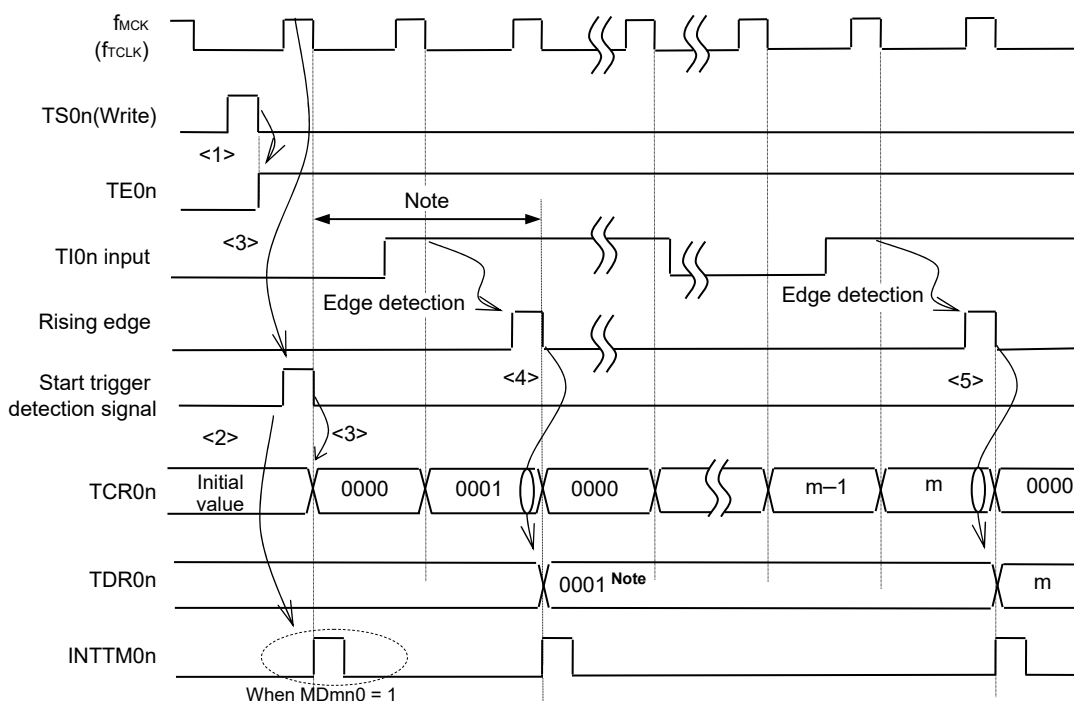 fMCK
(fTCLK)
TS0n(Write)
<1>
TE0n
Note
<3>
TI0n input
Edge detection
Edge detection
Rising edge
<4>
<5>
Start trigger
detection signal
<2>
<3>
TCR0n
Initial
value
0000
0001
0000
m–1
m
0000
TDR0n
0001 Note
m
INTTM0n
When MDmn0 = 1